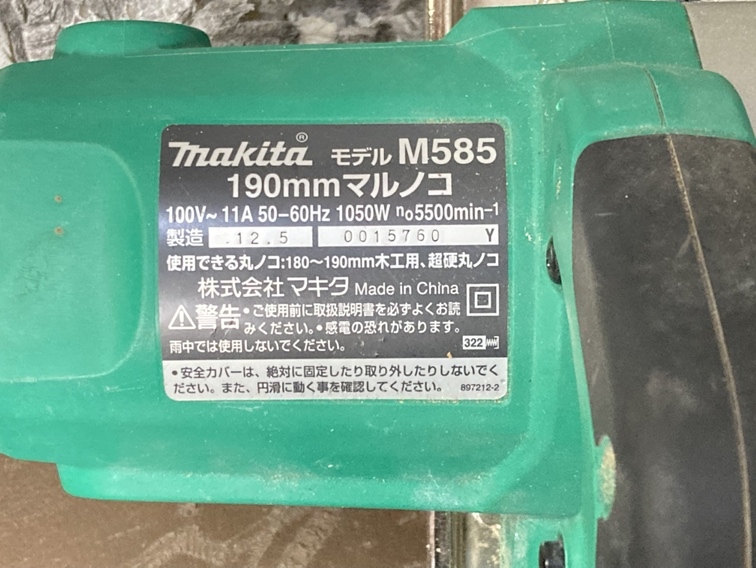 makita® モデル M585
190mmマルノコ
100V~ 11A 50-60Hz 1050W n₀5500min⁻¹
製造 12.5 0015760 Y
使用できる丸ノコ:180~190mm木工用、超硬丸ノコ
株式会社 マキタ Made in China
警告 •ご使用前に取扱説明書を必ずよくお読
みください。•感電の恐れがあります。
雨中では使用しないでください。 322
•安全カバーは、絶対に固定したり取り外したりしないでく
ださい。また、円滑に動く事を確認してください。 897212-2